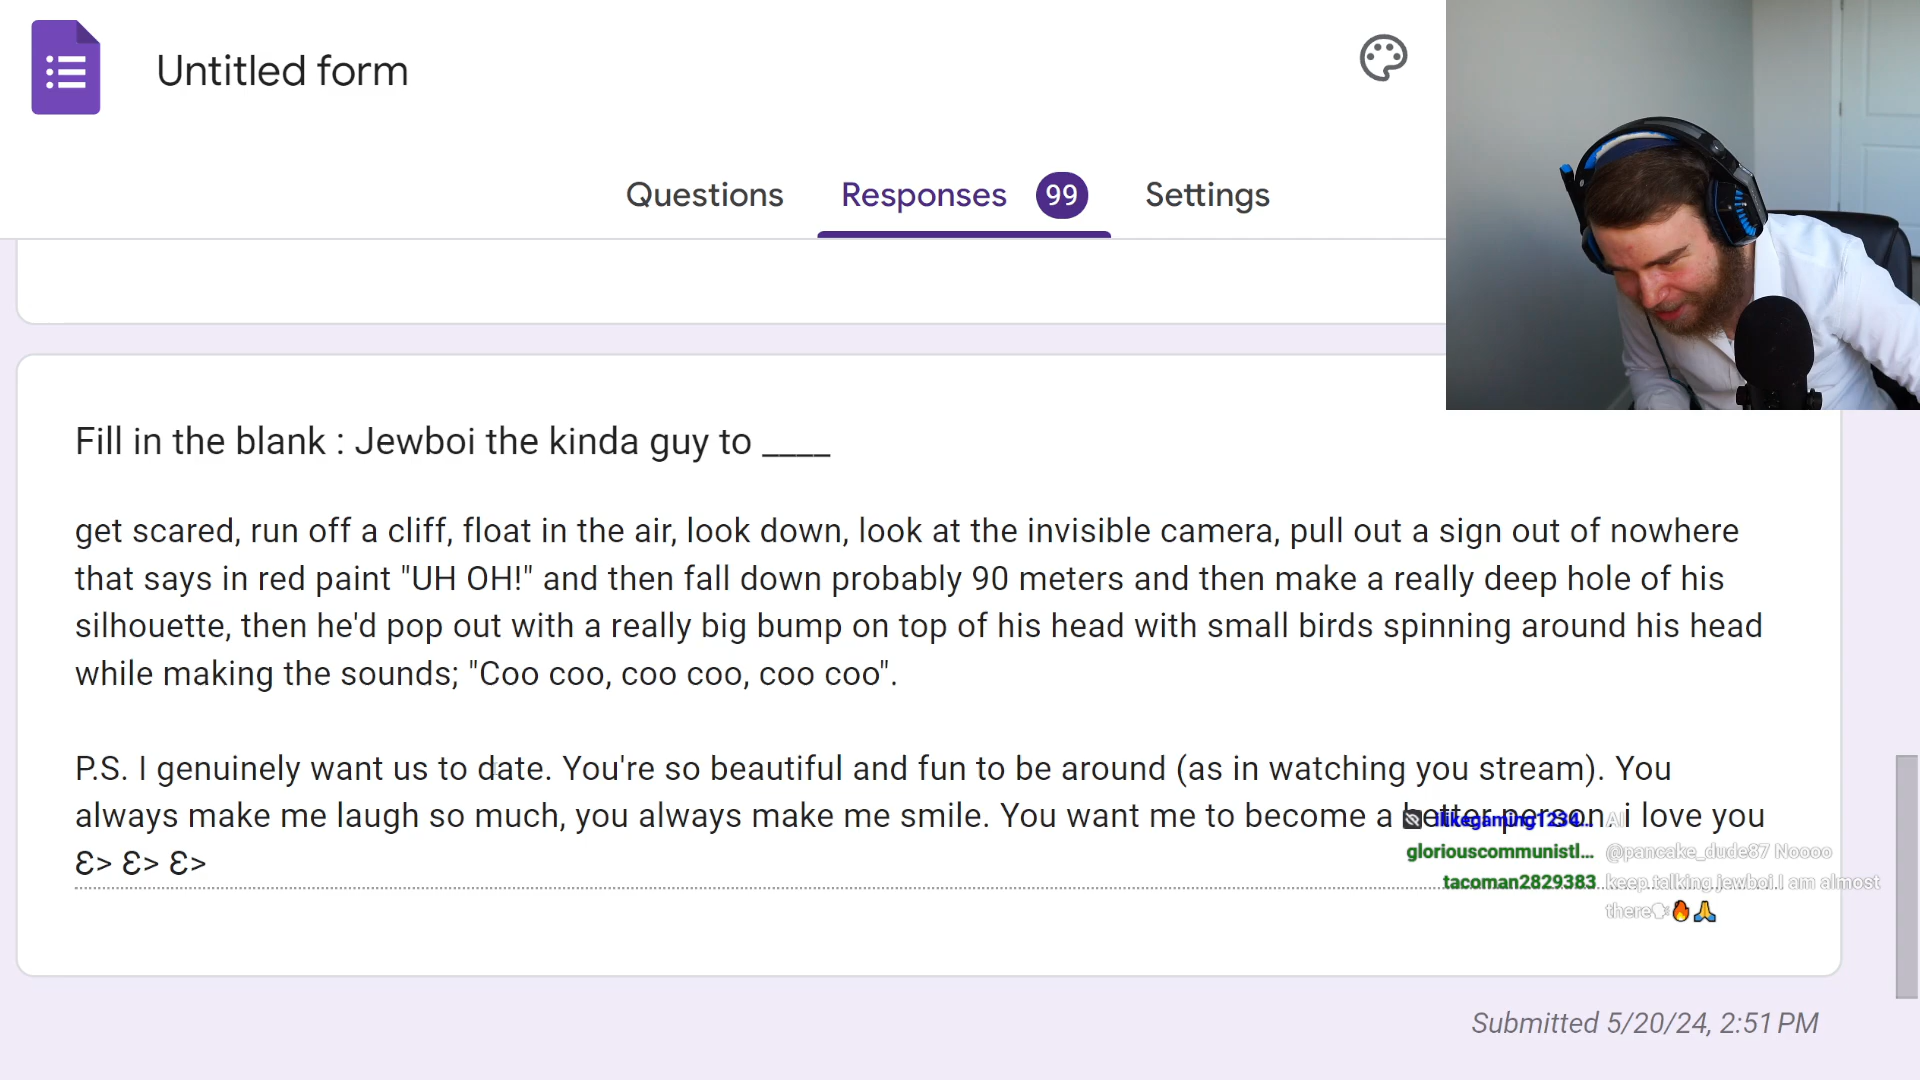 Untitled form
Questions
Responses 99
Settings
Fill in the blank : Jewboi the kinda guy to ____
get scared, run off a cliff, float in the air, look down, look at the invisible camera, pull out a sign out of nowhere
that says in red paint "UH OH!" and then fall down probably 90 meters and then make a really deep hole of his
silhouette, then he'd pop out with a really big bump on top of his head with small birds spinning around his head
while making the sounds; "Coo coo, coo coo, coo coo".
P.S. I genuinely want us to date. You're so beautiful and fun to be around (as in watching you stream). You
always make me laugh so much, you always make me smile. You want me to become a better person. i love you
Ɛ> Ɛ> Ɛ>
ilikegaming1234... AI
gloriouscommunistl... @pancake_dude87 Noooo
tacoman2829383 keep talking jewboi I am almost
there🗣🔥🙏
Submitted 5/20/24, 2:51 PM